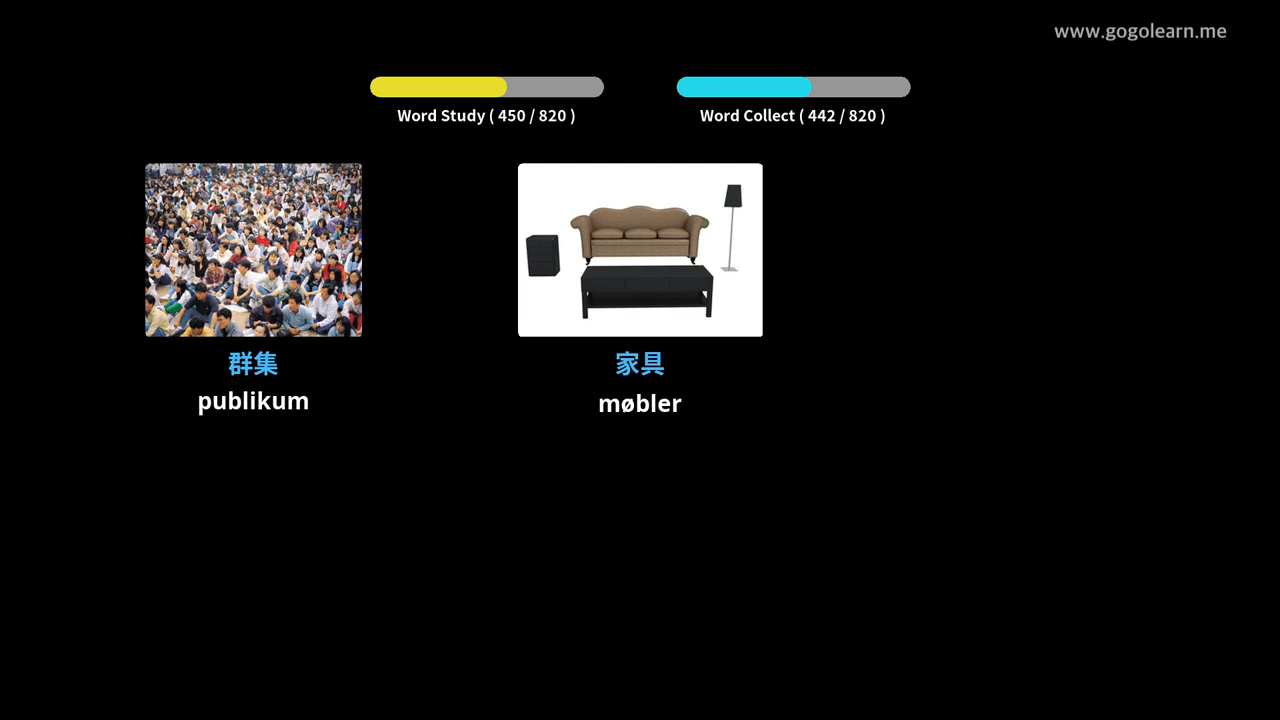 www.gogolearn.me
Word Study ( 450 / 820 )
Word Collect ( 442 / 820 )
群集
publikum
家具
møbler